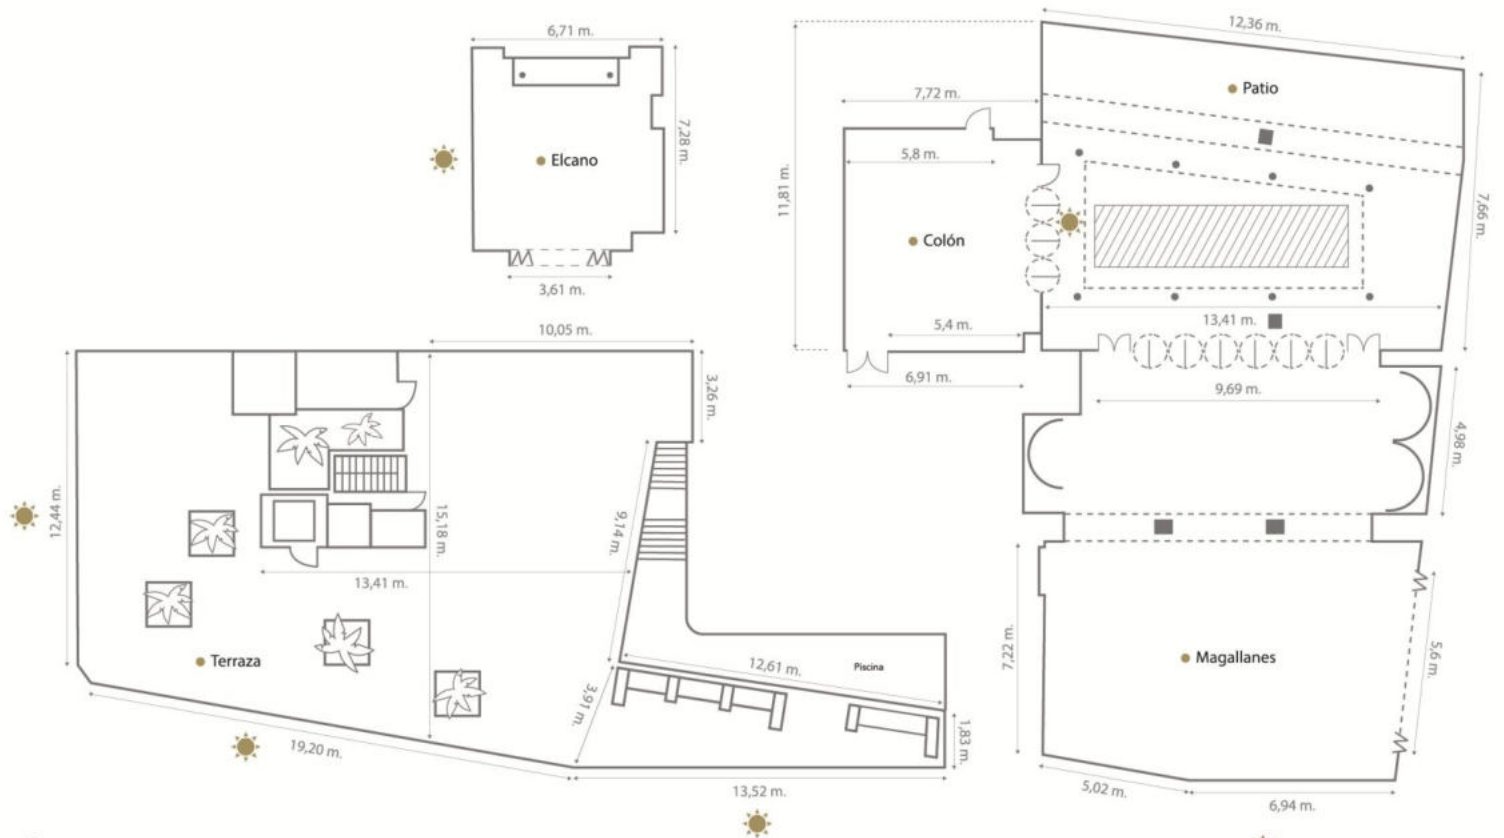 6,71 m.
7,28 m.
Elcano
3,61 m.
12,36 m.
Patio
7,72 m.
5,8 m.
11,81 m.
Colón
7,66 m.
13,41 m.
5,4 m.
6,91 m.
9,69 m.
4,98 m.
10,05 m.
3,26 m.
12,44 m.
15,18 m.
9,14 m.
13,41 m.
Terraza
12,61 m.
Piscina
3,91 m.
1,83 m.
19,20 m.
13,52 m.
7,22 m.
Magallanes
5,6 m.
5,02 m.
6,94 m.